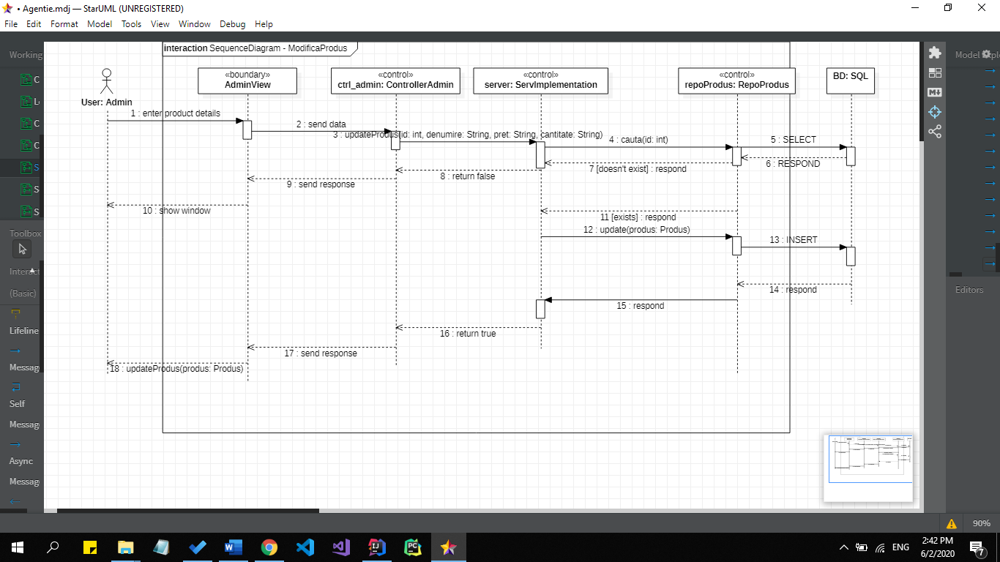 • Agentie.mdj — StarUML (UNREGISTERED)
File Edit Format Model Tools View Window Debug Help
Working
interaction SequenceDiagram - ModificaProdus
Model
C
L
C
C
S
S
S
User: Admin
«boundary»
AdminView
«control»
ctrl_admin: ControllerAdmin
«control»
server: ServImplementation
«control»
repoProdus: RepoProdus
BD: SQL
1 : enter product details
2 : send data
3 : updateProdus(id: int, denumire: String, pret: String, cantitate: String)
4 : cauta(id: int)
5 : SELECT
6 : RESPOND
7 [doesn't exist] : respond
8 : return false
9 : send response
10 : show window
11 [exists] : respond
12 : update(produs: Produs)
13 : INSERT
14 : respond
15 : respond
16 : return true
17 : send response
18 : updateProdus(produs: Produs)
Toolbox
Interact
(Basic)
Lifeline
Messag
Self
Messag
Async
Messag
Editors
M
90%
W
IJ
PC
ENG
2:42 PM
6/2/2020
7